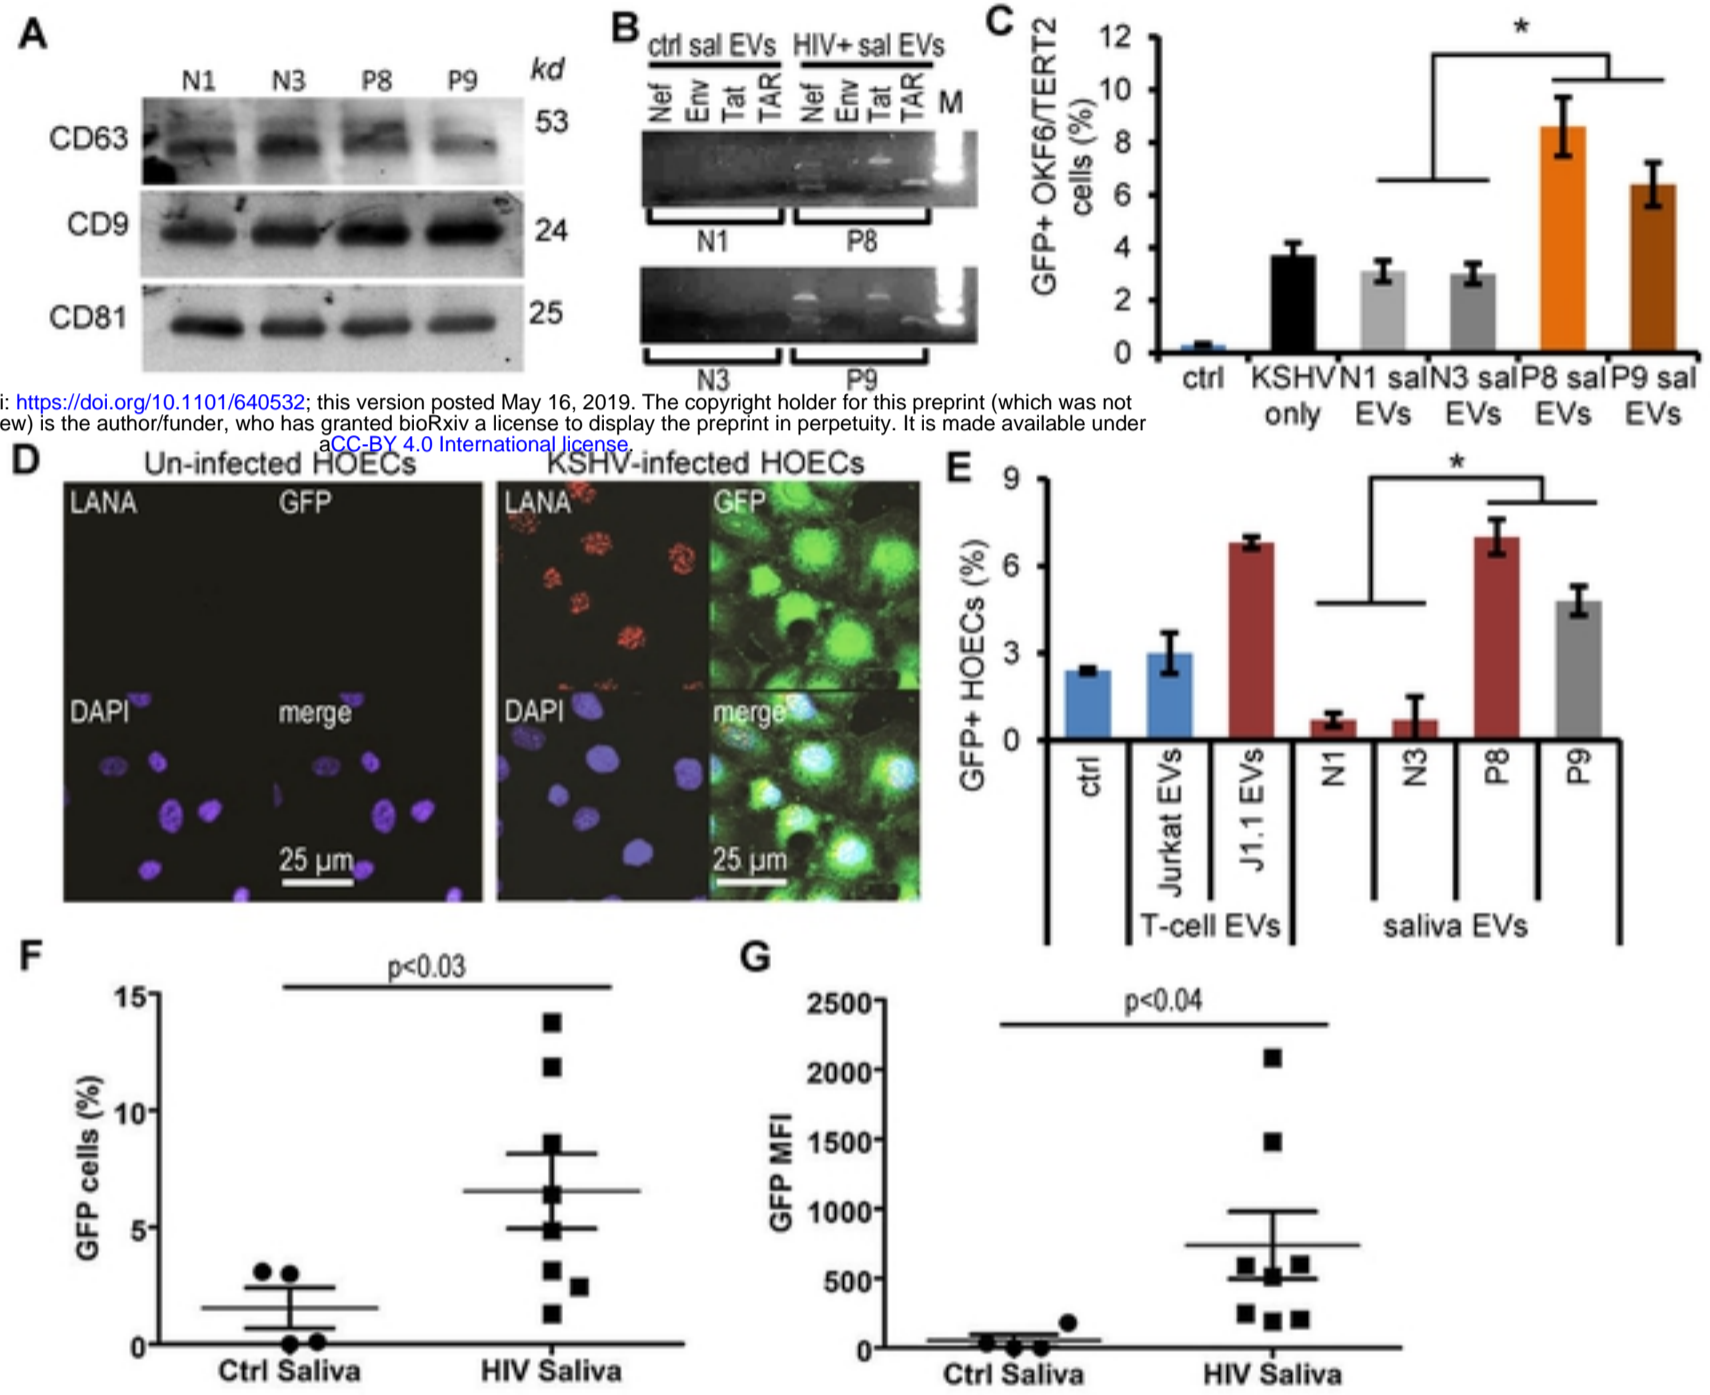 A
N1 N3 P8 P9 kd
CD63 53
CD9 24
CD81 25
B
ctrl sal EVs HIV+ sal EVs
Nef Env Tat TAR Nef Env Tat TAR M
N1 P8
N3 P9
C
GFP+ OKF6/TERT2
cells (%)
12
10
8
6
4
2
0
*
ctrl KSHV only N1 sal EVs N3 sal EVs P8 sal EVs P9 sal EVs
i: https://doi.org/10.1101/640532; this version posted May 16, 2019. The copyright holder for this preprint (which was not
ew) is the author/funder, who has granted bioRxiv a license to display the preprint in perpetuity. It is made available under
aCC-BY 4.0 International license.
D
Un-infected HOECs KSHV-infected HOECs
LANA GFP LANA GFP
DAPI merge DAPI merge
25 µm 25 µm
E
GFP+ HOECs (%)
9
6
3
0
*
ctrl Jurkat EVs J1.1 EVs N1 N3 P8 P9
T-cell EVs saliva EVs
F
p<0.03
GFP cells (%)
15
10
5
0
Ctrl Saliva HIV Saliva
G
p<0.04
GFP MFI
2500
2000
1500
1000
500
0
Ctrl Saliva HIV Saliva